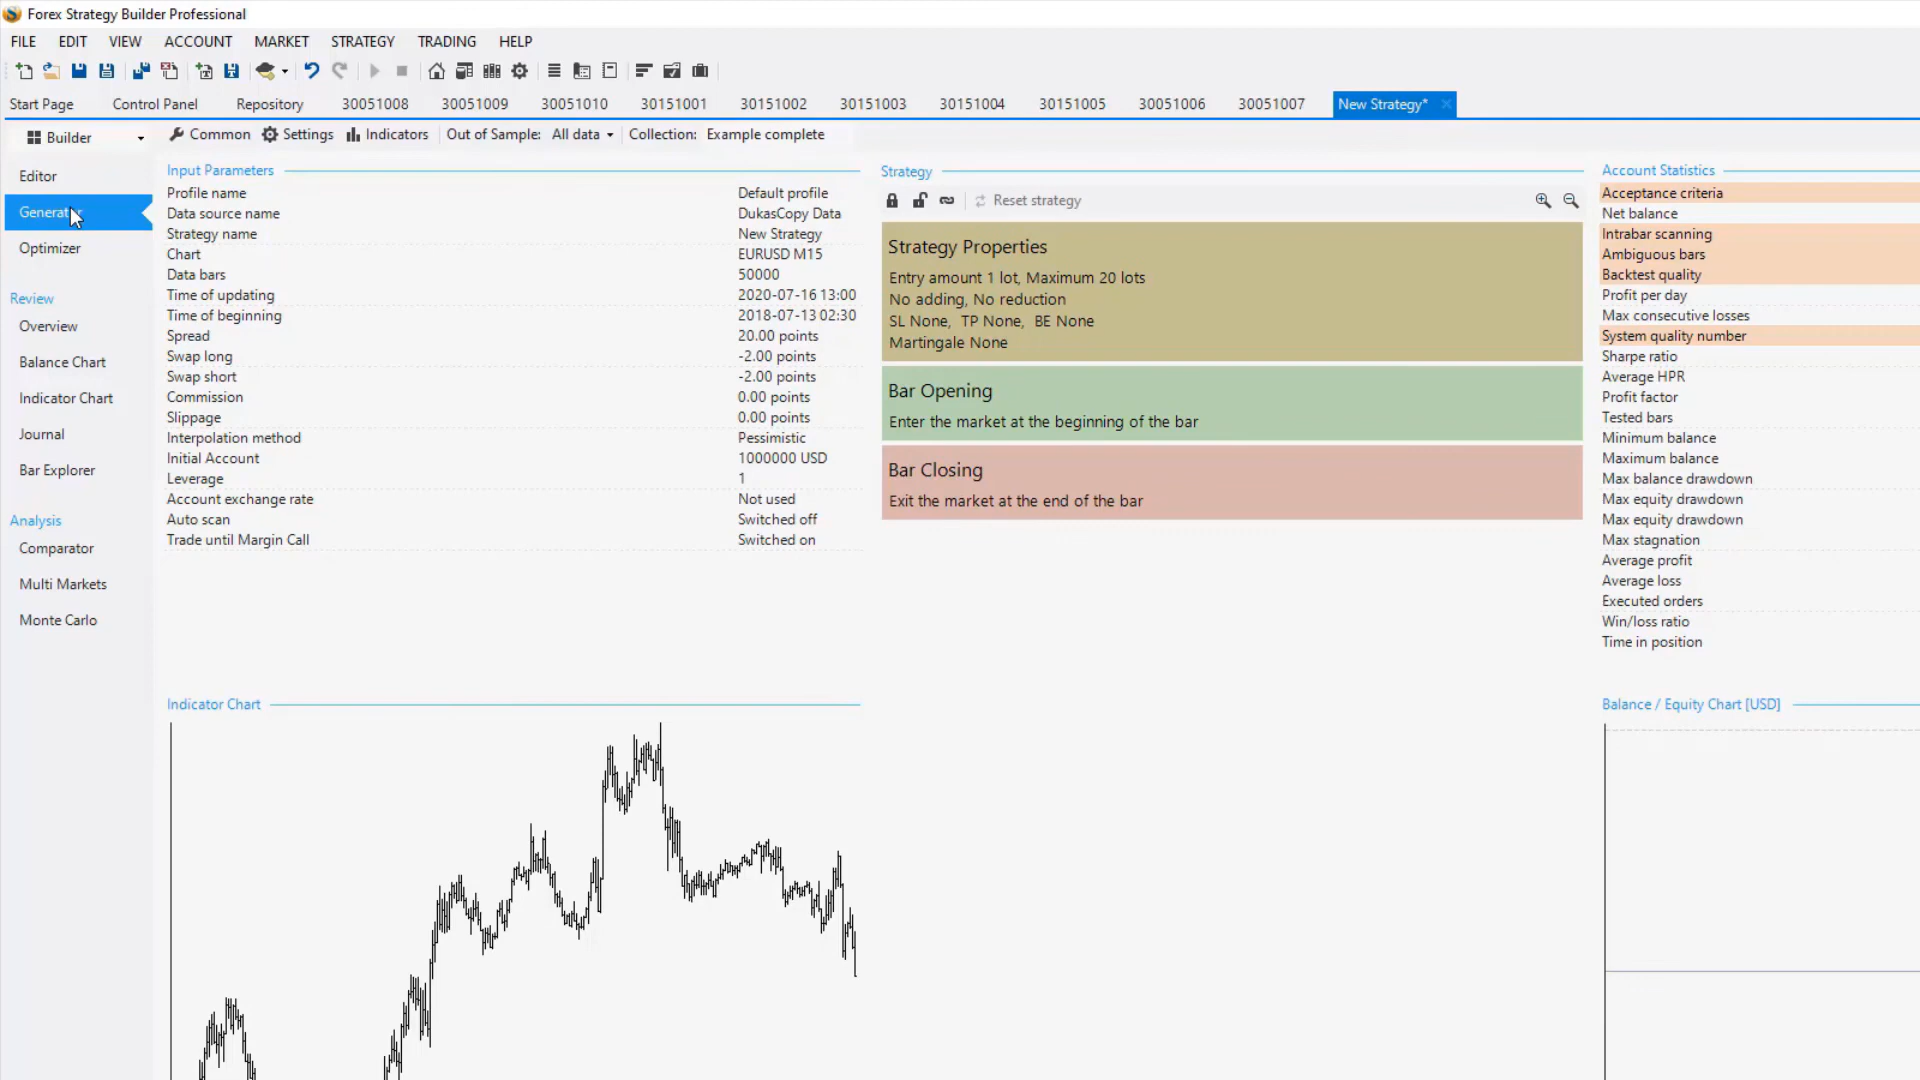 Forex Strategy Builder Professional
FILE EDIT VIEW ACCOUNT MARKET STRATEGY TRADING HELP
Start Page Control Panel Repository 30051008 30051009 30051010 30151001 30151002 30151003 30151004 30151005 30051006 30051007 New Strategy*
Builder
Common Settings Indicators Out of Sample: All data Collection: Example complete
Editor
Optimizer
Review
Overview
Balance Chart
Indicator Chart
Journal
Bar Explorer
Analysis
Comparator
Multi Markets
Monte Carlo
Input Parameters
Profile name Default profile
Data source name DukasCopy Data
Strategy name New Strategy
Chart EURUSD M15
Data bars 50000
Time of updating 2020-07-16 13:00
Time of beginning 2018-07-13 02:30
Spread 20.00 points
Swap long -2.00 points
Swap short -2.00 points
Commission 0.00 points
Slippage 0.00 points
Interpolation method Pessimistic
Initial Account 1000000 USD
Leverage 1
Account exchange rate Not used
Auto scan Switched off
Trade until Margin Call Switched on
Strategy
Reset strategy
Strategy Properties
Entry amount 1 lot, Maximum 20 lots
No adding, No reduction
SL None, TP None, BE None
Martingale None
Bar Opening
Enter the market at the beginning of the bar
Bar Closing
Exit the market at the end of the bar
Account Statistics
Acceptance criteria
Net balance
Intrabar scanning
Ambiguous bars
Backtest quality
Profit per day
Max consecutive losses
System quality number
Sharpe ratio
Average HPR
Profit factor
Tested bars
Minimum balance
Maximum balance
Max balance drawdown
Max equity drawdown
Max equity drawdown
Max stagnation
Average profit
Average loss
Executed orders
Win/loss ratio
Time in position
Indicator Chart
Balance / Equity Chart [USD]